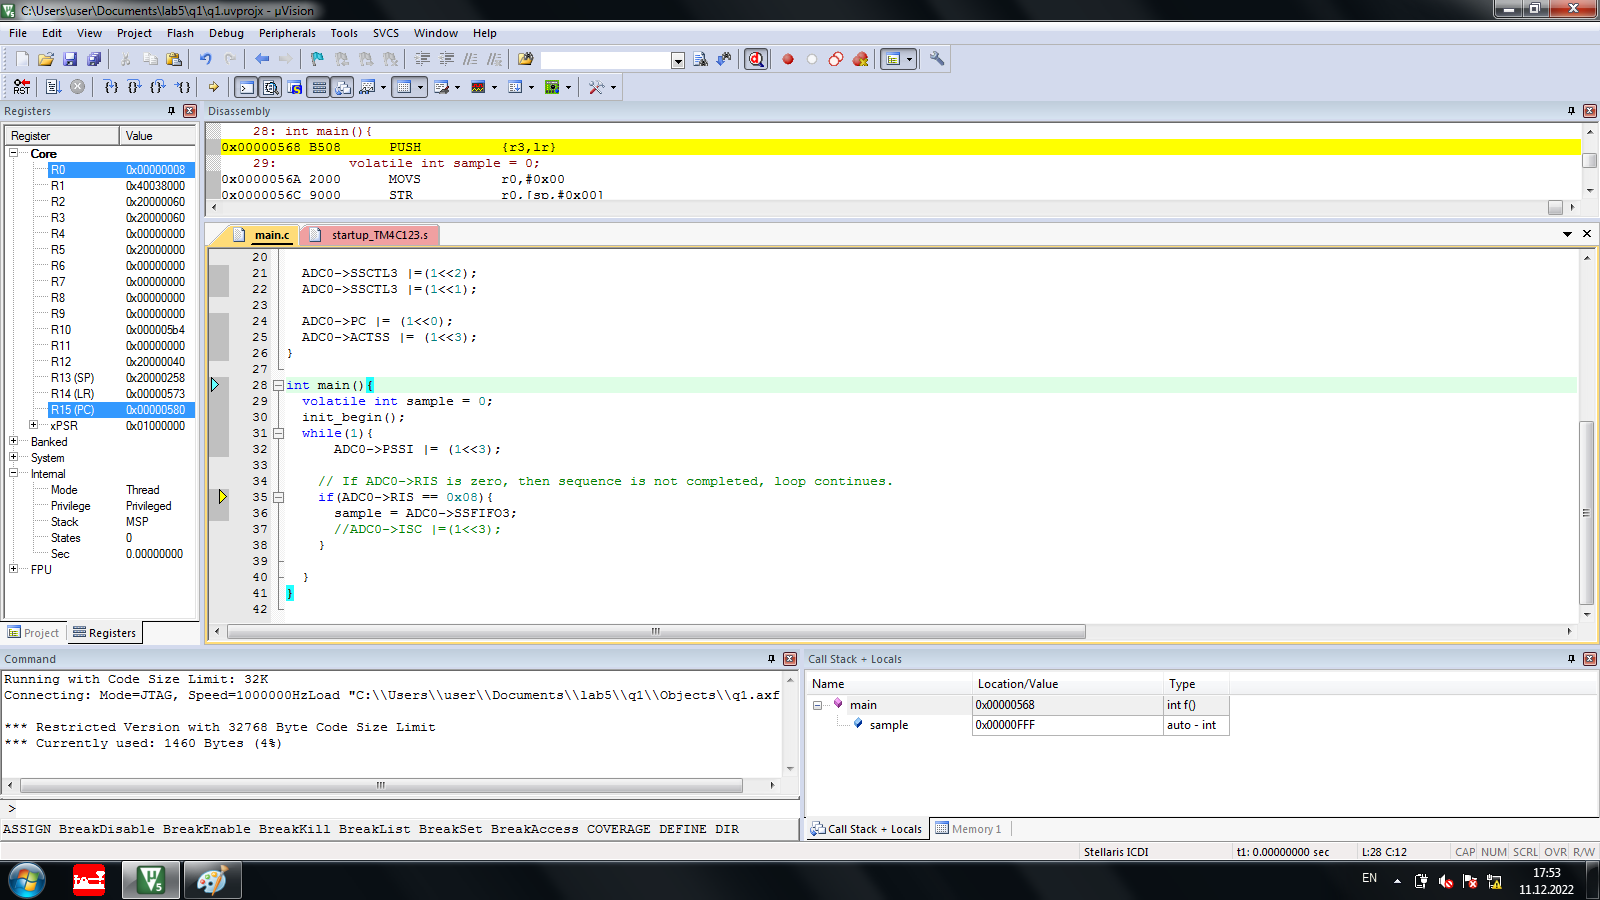 C:\Users\user\Documents\lab5\q1\q1.uvprojx - µVision
File Edit View Project Flash Debug Peripherals Tools SVCS Window Help
Registers
Register Value
Core
R0 0x00000008
R1 0x40038000
R2 0x20000060
R3 0x20000060
R4 0x00000000
R5 0x20000000
R6 0x00000000
R7 0x00000000
R8 0x00000000
R9 0x00000000
R10 0x000005b4
R11 0x00000000
R12 0x20000040
R13 (SP) 0x20000258
R14 (LR) 0x00000573
R15 (PC) 0x00000580
xPSR 0x01000000
Banked
System
Internal
Mode Thread
Privilege Privileged
Stack MSP
States 0
Sec 0.00000000
FPU
Project Registers
Disassembly
28: int main(){
0x00000568 B508 PUSH {r3,lr}
29: volatile int sample = 0;
0x0000056A 2000 MOVS r0,#0x00
0x0000056C 9000 STR r0,[sp,#0x00]
main.c startup_TM4C123.s
20
21 ADC0->SSCTL3 |=(1<<2);
22 ADC0->SSCTL3 |=(1<<1);
23
24 ADC0->PC |= (1<<0);
25 ADC0->ACTSS |= (1<<3);
26 }
27
28 int main(){
29 volatile int sample = 0;
30 init_begin();
31 while(1){
32 ADC0->PSSI |= (1<<3);
33
34 // If ADC0->RIS is zero, then sequence is not completed, loop continues.
35 if(ADC0->RIS == 0x08){
36 sample = ADC0->SSFIFO3;
37 //ADC0->ISC |=(1<<3);
38 }
39
40 }
41 }
42
Command
Running with Code Size Limit: 32K
Connecting: Mode=JTAG, Speed=1000000HzLoad "C:\\Users\\user\\Documents\\lab5\\q1\\Objects\\q1.axf
*** Restricted Version with 32768 Byte Code Size Limit
*** Currently used: 1460 Bytes (4%)
>
ASSIGN BreakDisable BreakEnable BreakKill BreakList BreakSet BreakAccess COVERAGE DEFINE DIR
Call Stack + Locals
Name Location/Value Type
main 0x00000568 int f()
sample 0x00000FFF auto - int
Call Stack + Locals Memory 1
Stellaris ICDI t1: 0.00000000 sec L:28 C:12 CAP NUM SCRL OVR R/W
EN
17:53
11.12.2022